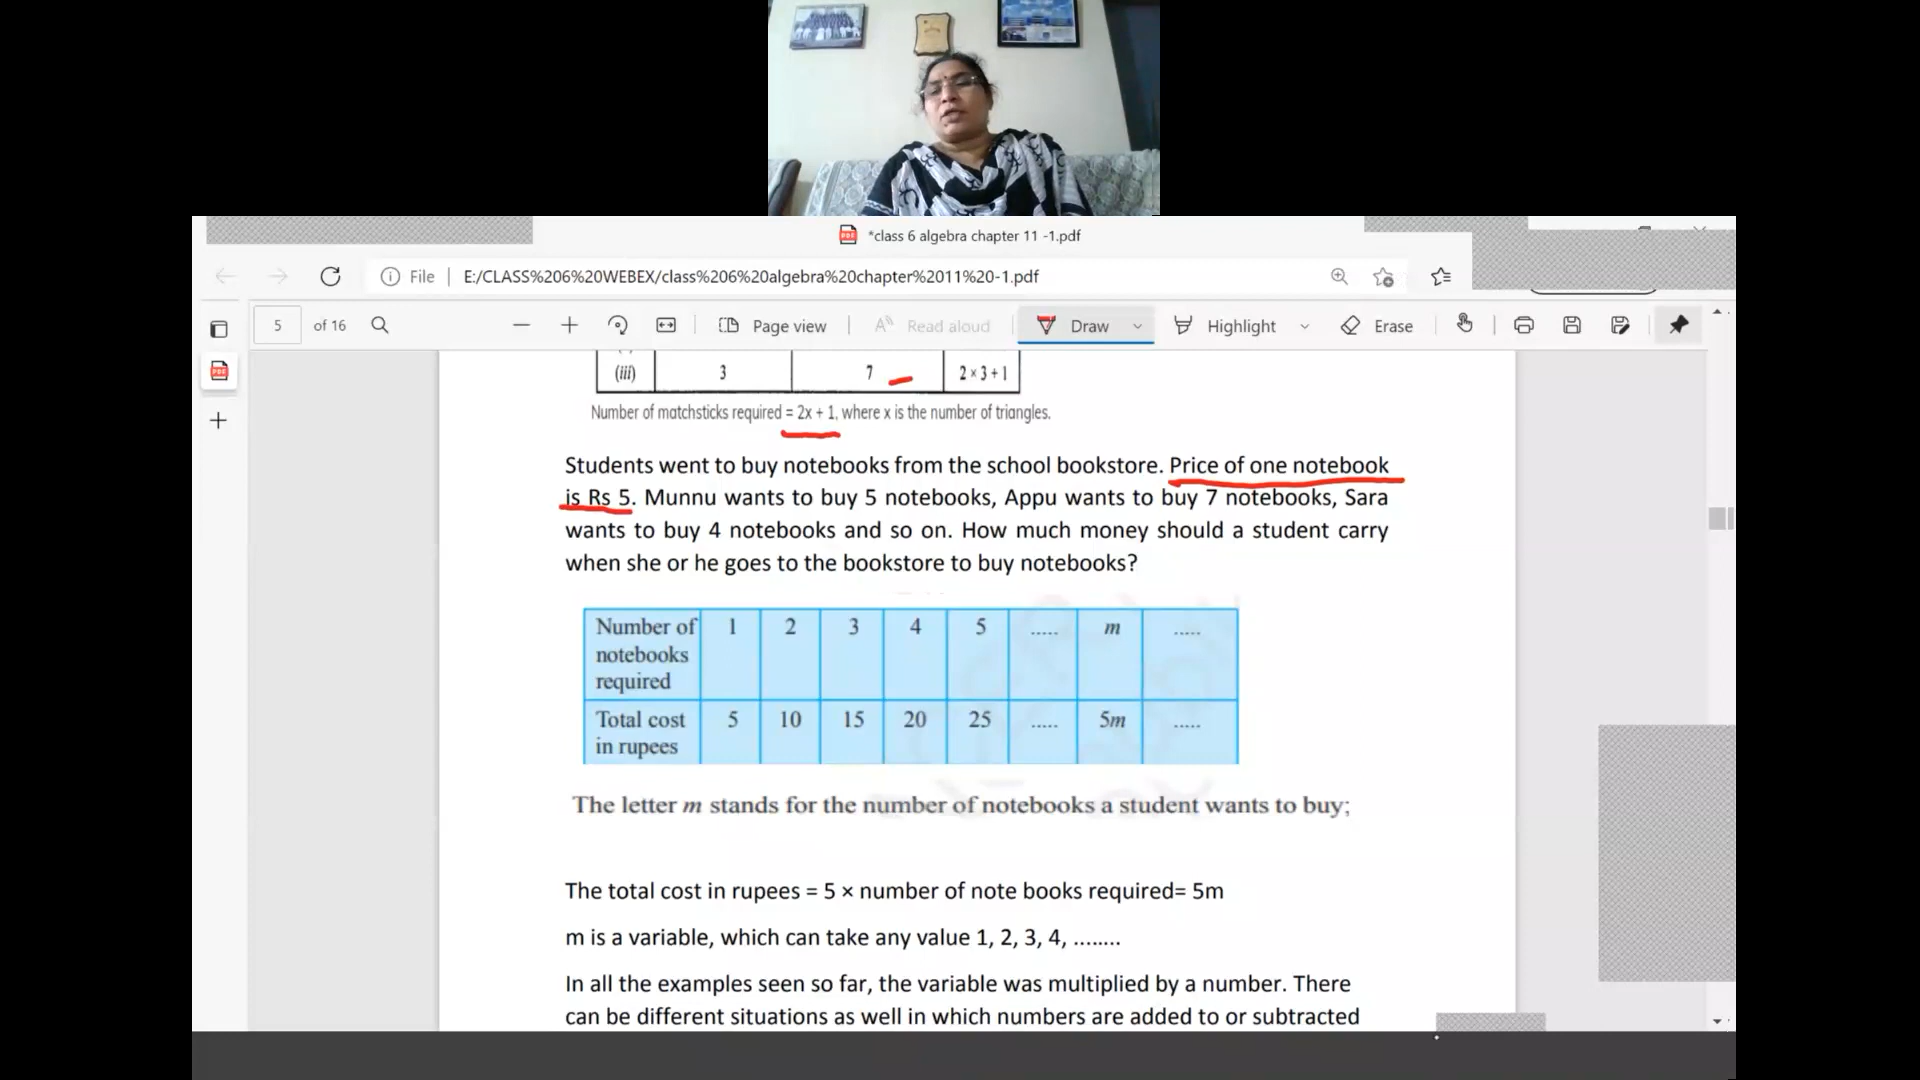 *class 6 algebra chapter 11 -1.pdf
File | E:/CLASS%206%20WEBEX/class%206%20algebra%20chapter%2011%20-1.pdf
5 of 16 Page view Read aloud Draw Highlight Erase
(iii) 3 7 2 × 3 + 1
Number of matchsticks required = 2x + 1, where x is the number of triangles.
Students went to buy notebooks from the school bookstore. Price of one notebook
is Rs 5. Munnu wants to buy 5 notebooks, Appu wants to buy 7 notebooks, Sara
wants to buy 4 notebooks and so on. How much money should a student carry
when she or he goes to the bookstore to buy notebooks?
Number of 1 2 3 4 5 ..... m .....
notebooks
required
Total cost 5 10 15 20 25 ..... 5m .....
in rupees
The letter m stands for the number of notebooks a student wants to buy;
The total cost in rupees = 5 × number of note books required= 5m
m is a variable, which can take any value 1, 2, 3, 4, ........
In all the examples seen so far, the variable was multiplied by a number. There
can be different situations as well in which numbers are added to or subtracted